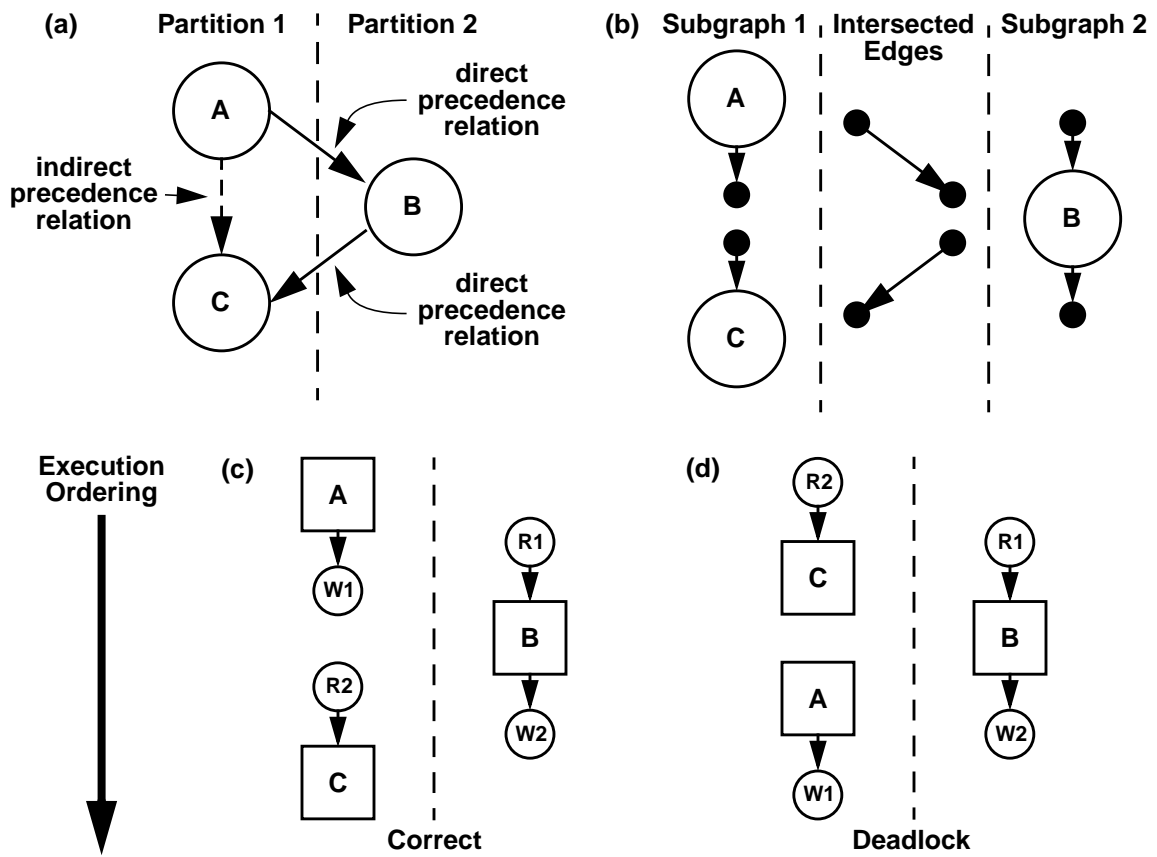 (a)
Partition 1
Partition 2
direct
precedence
relation
A
indirect
precedence
relation
B
C
direct
precedence
relation
(b)
Subgraph 1
Intersected
Edges
Subgraph 2
A
B
C
Execution
Ordering
(c)
A
W1
R1
B
R2
W2
C
Correct
(d)
R2
C
R1
B
A
W2
W1
Deadlock